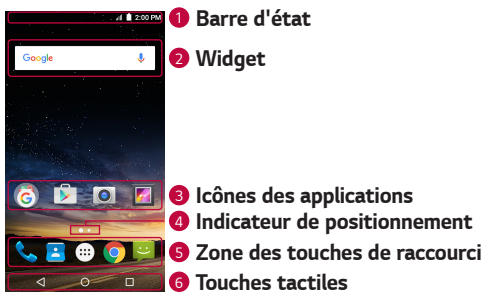 2:00 PM
1 Barre d'état
Google
2 Widget
G
3 Icônes des applications
4 Indicateur de positionnement
5 Zone des touches de raccourci
6 Touches tactiles